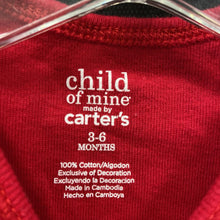 child
of mine
made by
carter's
3-6
MONTHS
100% Cotton/Algodon
Exclusive of Decoration
Excluyendo la Decoracion
Made in Cambodia
Hecho en Camboya